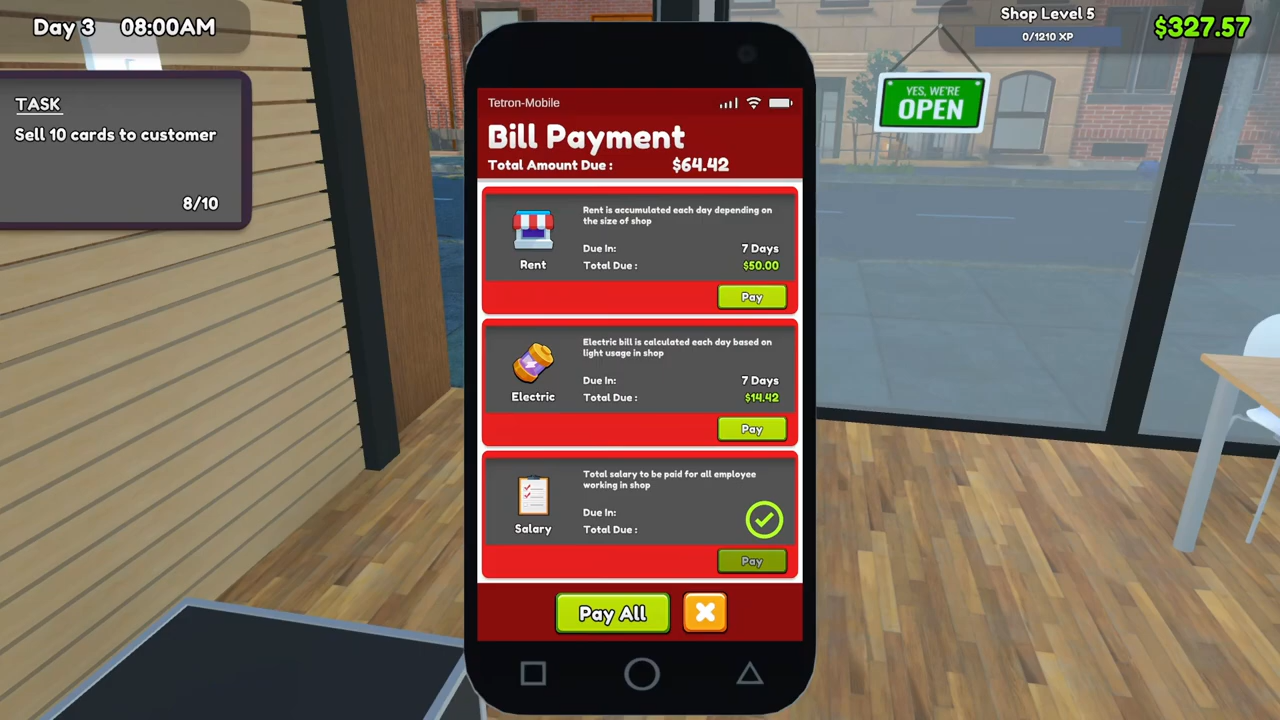 Day 3 08:00AM
Shop Level 5
0/1210 XP
$327.57
TASK
Sell 10 cards to customer
8/10
YES, WE'RE
OPEN
Tetron-Mobile
Bill Payment
Total Amount Due : $64.42
Rent is accumulated each day depending on
the size of shop
Due In: 7 Days
Total Due : $50.00
Rent
Pay
Electric bill is calculated each day based on
light usage in shop
Due In: 7 Days
Total Due : $14.42
Electric
Pay
Total salary to be paid for all employee
working in shop
Due In:
Total Due :
Salary
Pay
Pay All